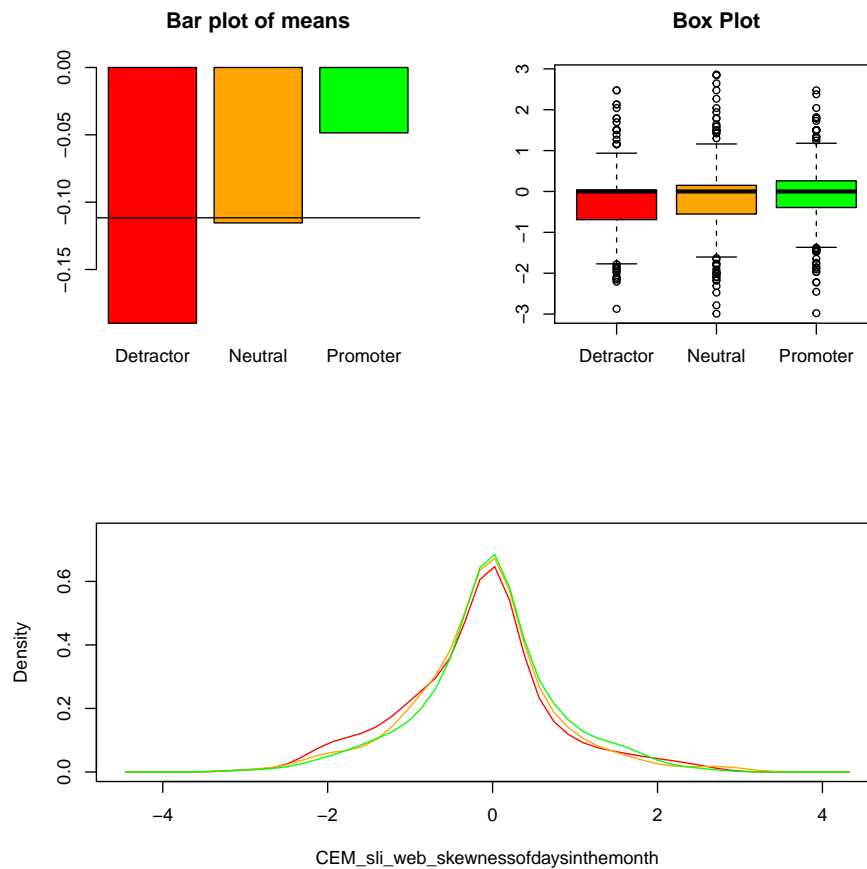 Bar plot of means
0.00
−0.05
−0.10
−0.15
Detractor Neutral Promoter
Box Plot
3
2
1
0
−1
−2
−3
Detractor Neutral Promoter
Density
0.6
0.4
0.2
0.0
−4 −2 0 2 4
CEM_sli_web_skewnessofdaysinthemonth